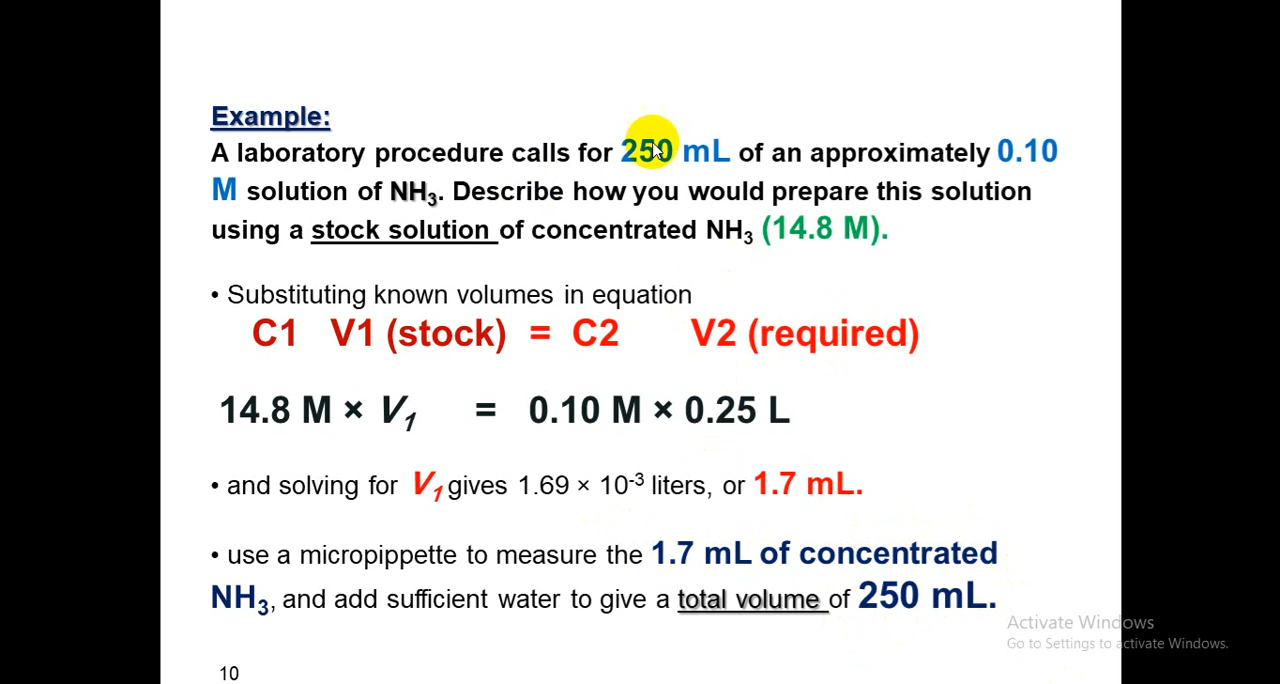 Example:
A laboratory procedure calls for 250 mL of an approximately 0.10
M solution of NH₃. Describe how you would prepare this solution
using a stock solution of concentrated NH₃ (14.8 M).
• Substituting known volumes in equation
C1 V1 (stock) = C2 V2 (required)
14.8 M × V₁ = 0.10 M × 0.25 L
• and solving for V₁ gives 1.69 × 10⁻³ liters, or 1.7 mL.
• use a micropippette to measure the 1.7 mL of concentrated
NH₃, and add sufficient water to give a total volume of 250 mL.
Activate Windows
Go to Settings to activate Windows.
10